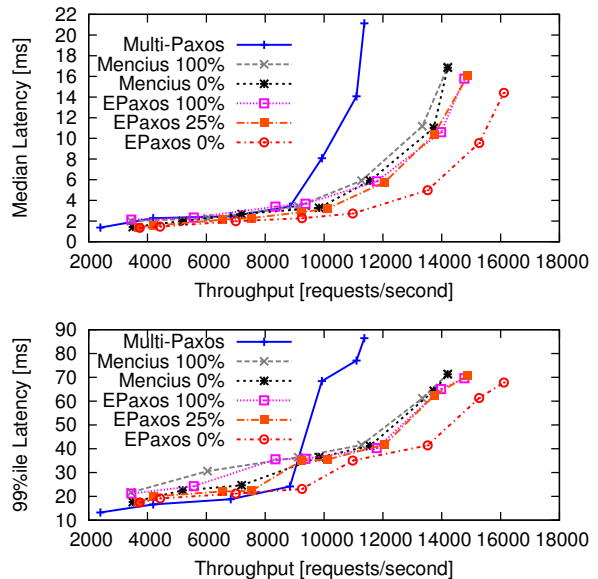 22
20
18
16
14
12
10
8
6
4
2
0
Median Latency [ms]
Multi-Paxos
Mencius 100%
Mencius 0%
EPaxos 100%
EPaxos 25%
EPaxos 0%
2000 4000 6000 8000 10000 12000 14000 16000 18000
Throughput [requests/second]
90
80
70
60
50
40
30
20
10
99%ile Latency [ms]
Multi-Paxos
Mencius 100%
Mencius 0%
EPaxos 100%
EPaxos 25%
EPaxos 0%
2000 4000 6000 8000 10000 12000 14000 16000 18000
Throughput [requests/second]